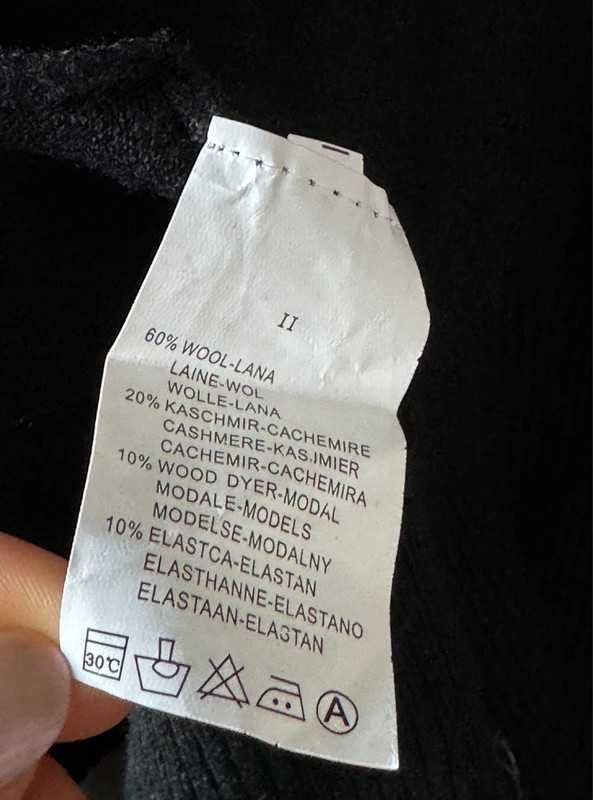 II
60% WOOL-LANA
LAINE-WOL
WOLLE-LANA
20% KASCHMIR-CACHEMIRE
CASHMERE-KASJMIER
CACHEMIR-CACHEMIRA
10% WOOD DYER-MODAL
MODALE-MODELS
MODELSE-MODALNY
10% ELASTCA-ELASTAN
ELASTHANNE-ELASTANO
ELASTAAN-ELASTAN
30℃
A